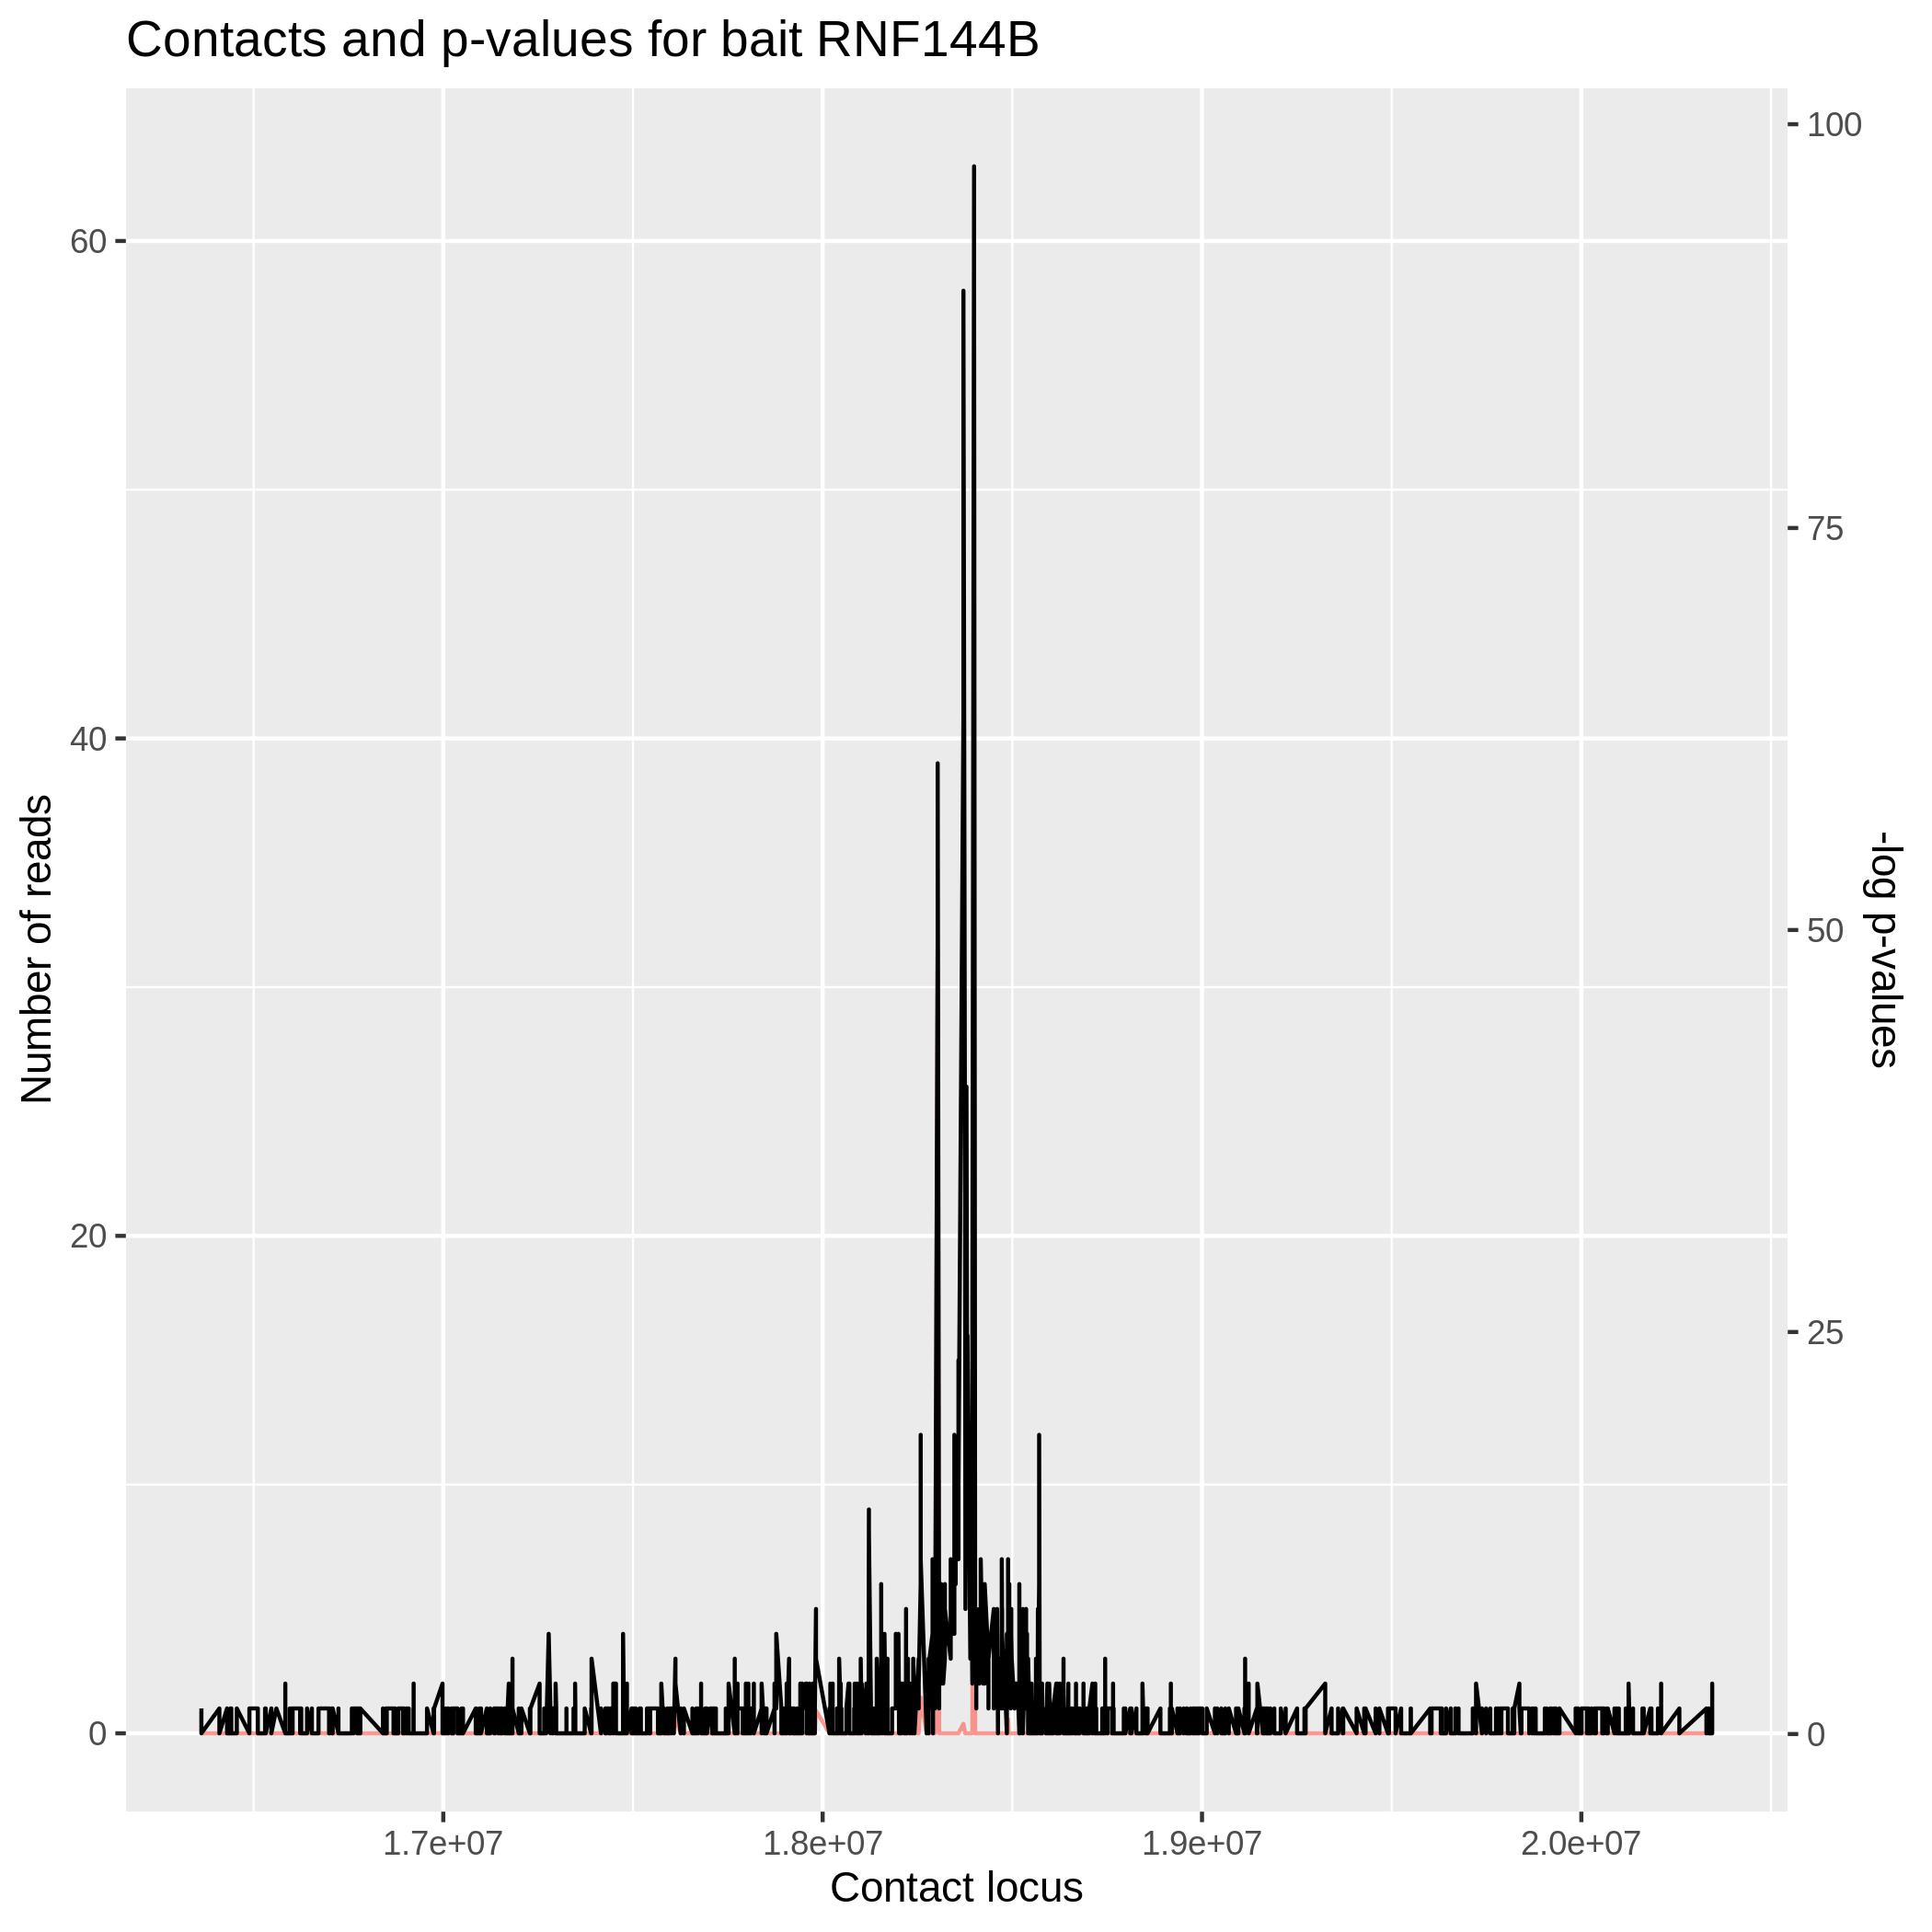 Contacts and p-values for bait RNF144B
100
60
75
40
50
20
25
0
0
Number of reads
-log p-values
1.7e+07
1.8e+07
1.9e+07
2.0e+07
Contact locus